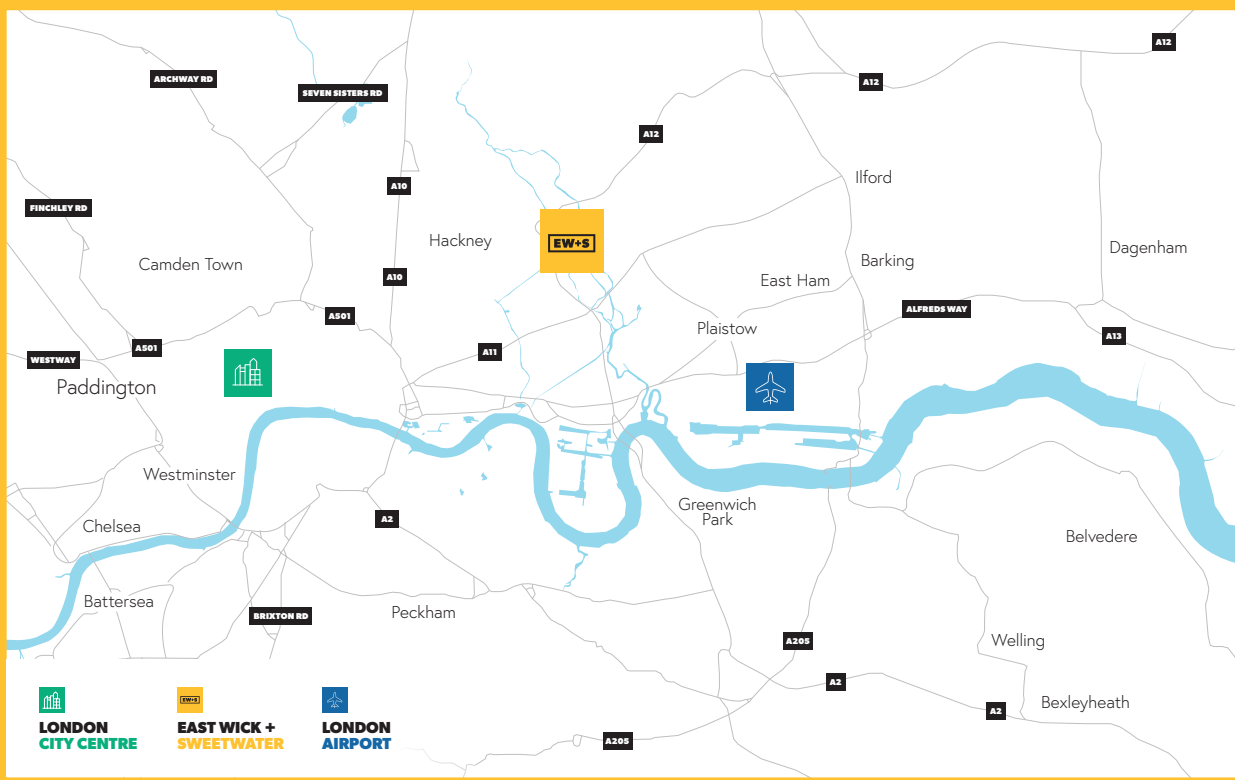 A12
ARCHWAY RD
A12
SEVEN SISTERS RD
A12
Ilford
A10
FINCHLEY RD
Hackney
EW+S
Dagenham
Camden Town
Barking
A10
East Ham
ALFREDS WAY
A501
Plaistow
A13
A501
A11
WESTWAY
Paddington
Westminster
Greenwich
Park
A2
Chelsea
Belvedere
Battersea
Peckham
BRIXTON RD
A205
Welling
A2
Bexleyheath
A2
A205
EW+S
LONDON
CITY CENTRE
EAST WICK +
SWEETWATER
LONDON
AIRPORT